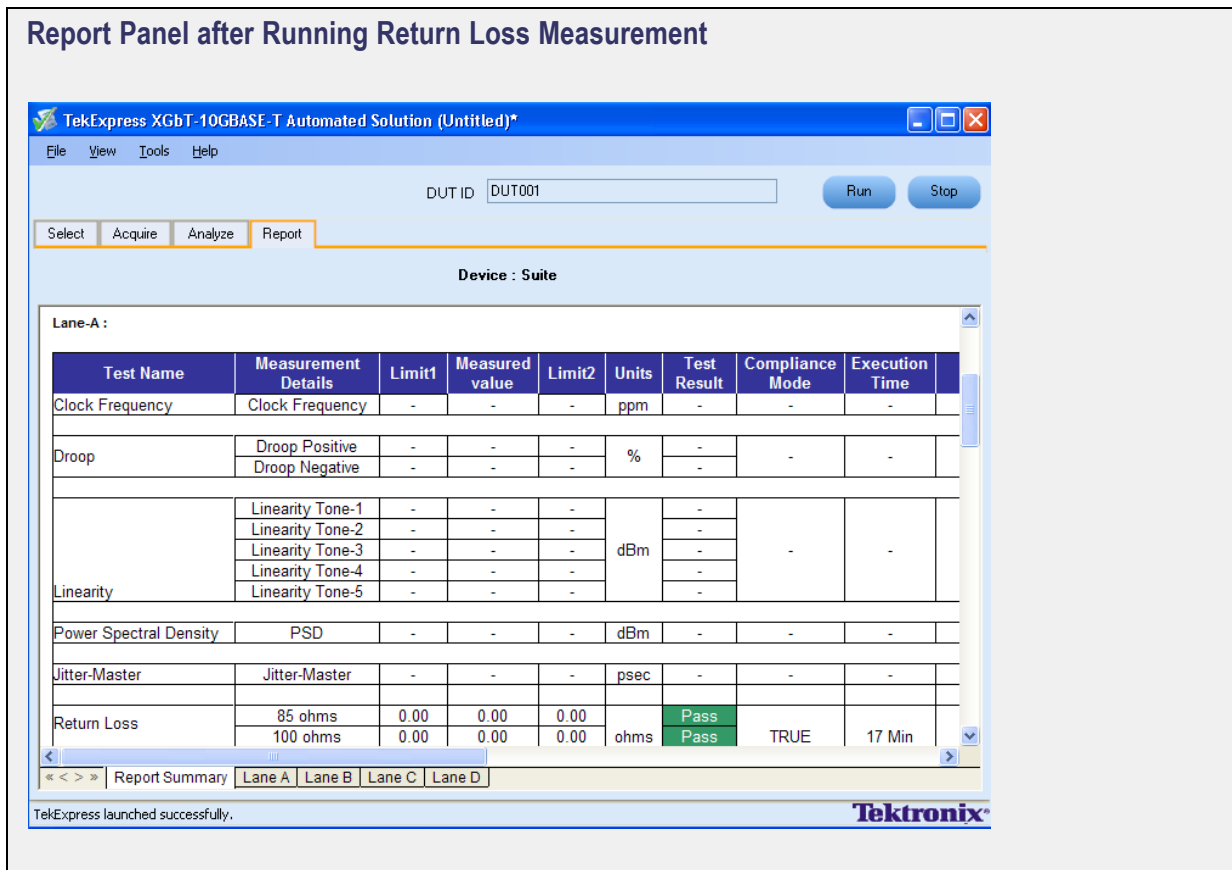 Report Panel after Running Return Loss Measurement
TekExpress XGbT-10GBASE-T Automated Solution (Untitled)*
File View Tools Help
DUT ID DUT001 Run Stop
Select Acquire Analyze Report
Device : Suite
Lane-A :
Test Name Measurement Details Limit1 Measured value Limit2 Units Test Result Compliance Mode Execution Time
Clock Frequency Clock Frequency - - - ppm - - -
Droop Droop Positive - - - % - - -
Droop Negative - - - -
Linearity Tone-1 - - - -
Linearity Tone-2 - - - -
Linearity Tone-3 - - - dBm - - -
Linearity Tone-4 - - - -
Linearity Linearity Tone-5 - - - -
Power Spectral Density PSD - - - dBm - - -
Jitter-Master Jitter-Master - - - psec - - -
Return Loss 85 ohms 0.00 0.00 0.00 Pass
100 ohms 0.00 0.00 0.00 ohms Pass TRUE 17 Min
« < > » Report Summary Lane A Lane B Lane C Lane D
TekExpress launched successfully. Tektronix